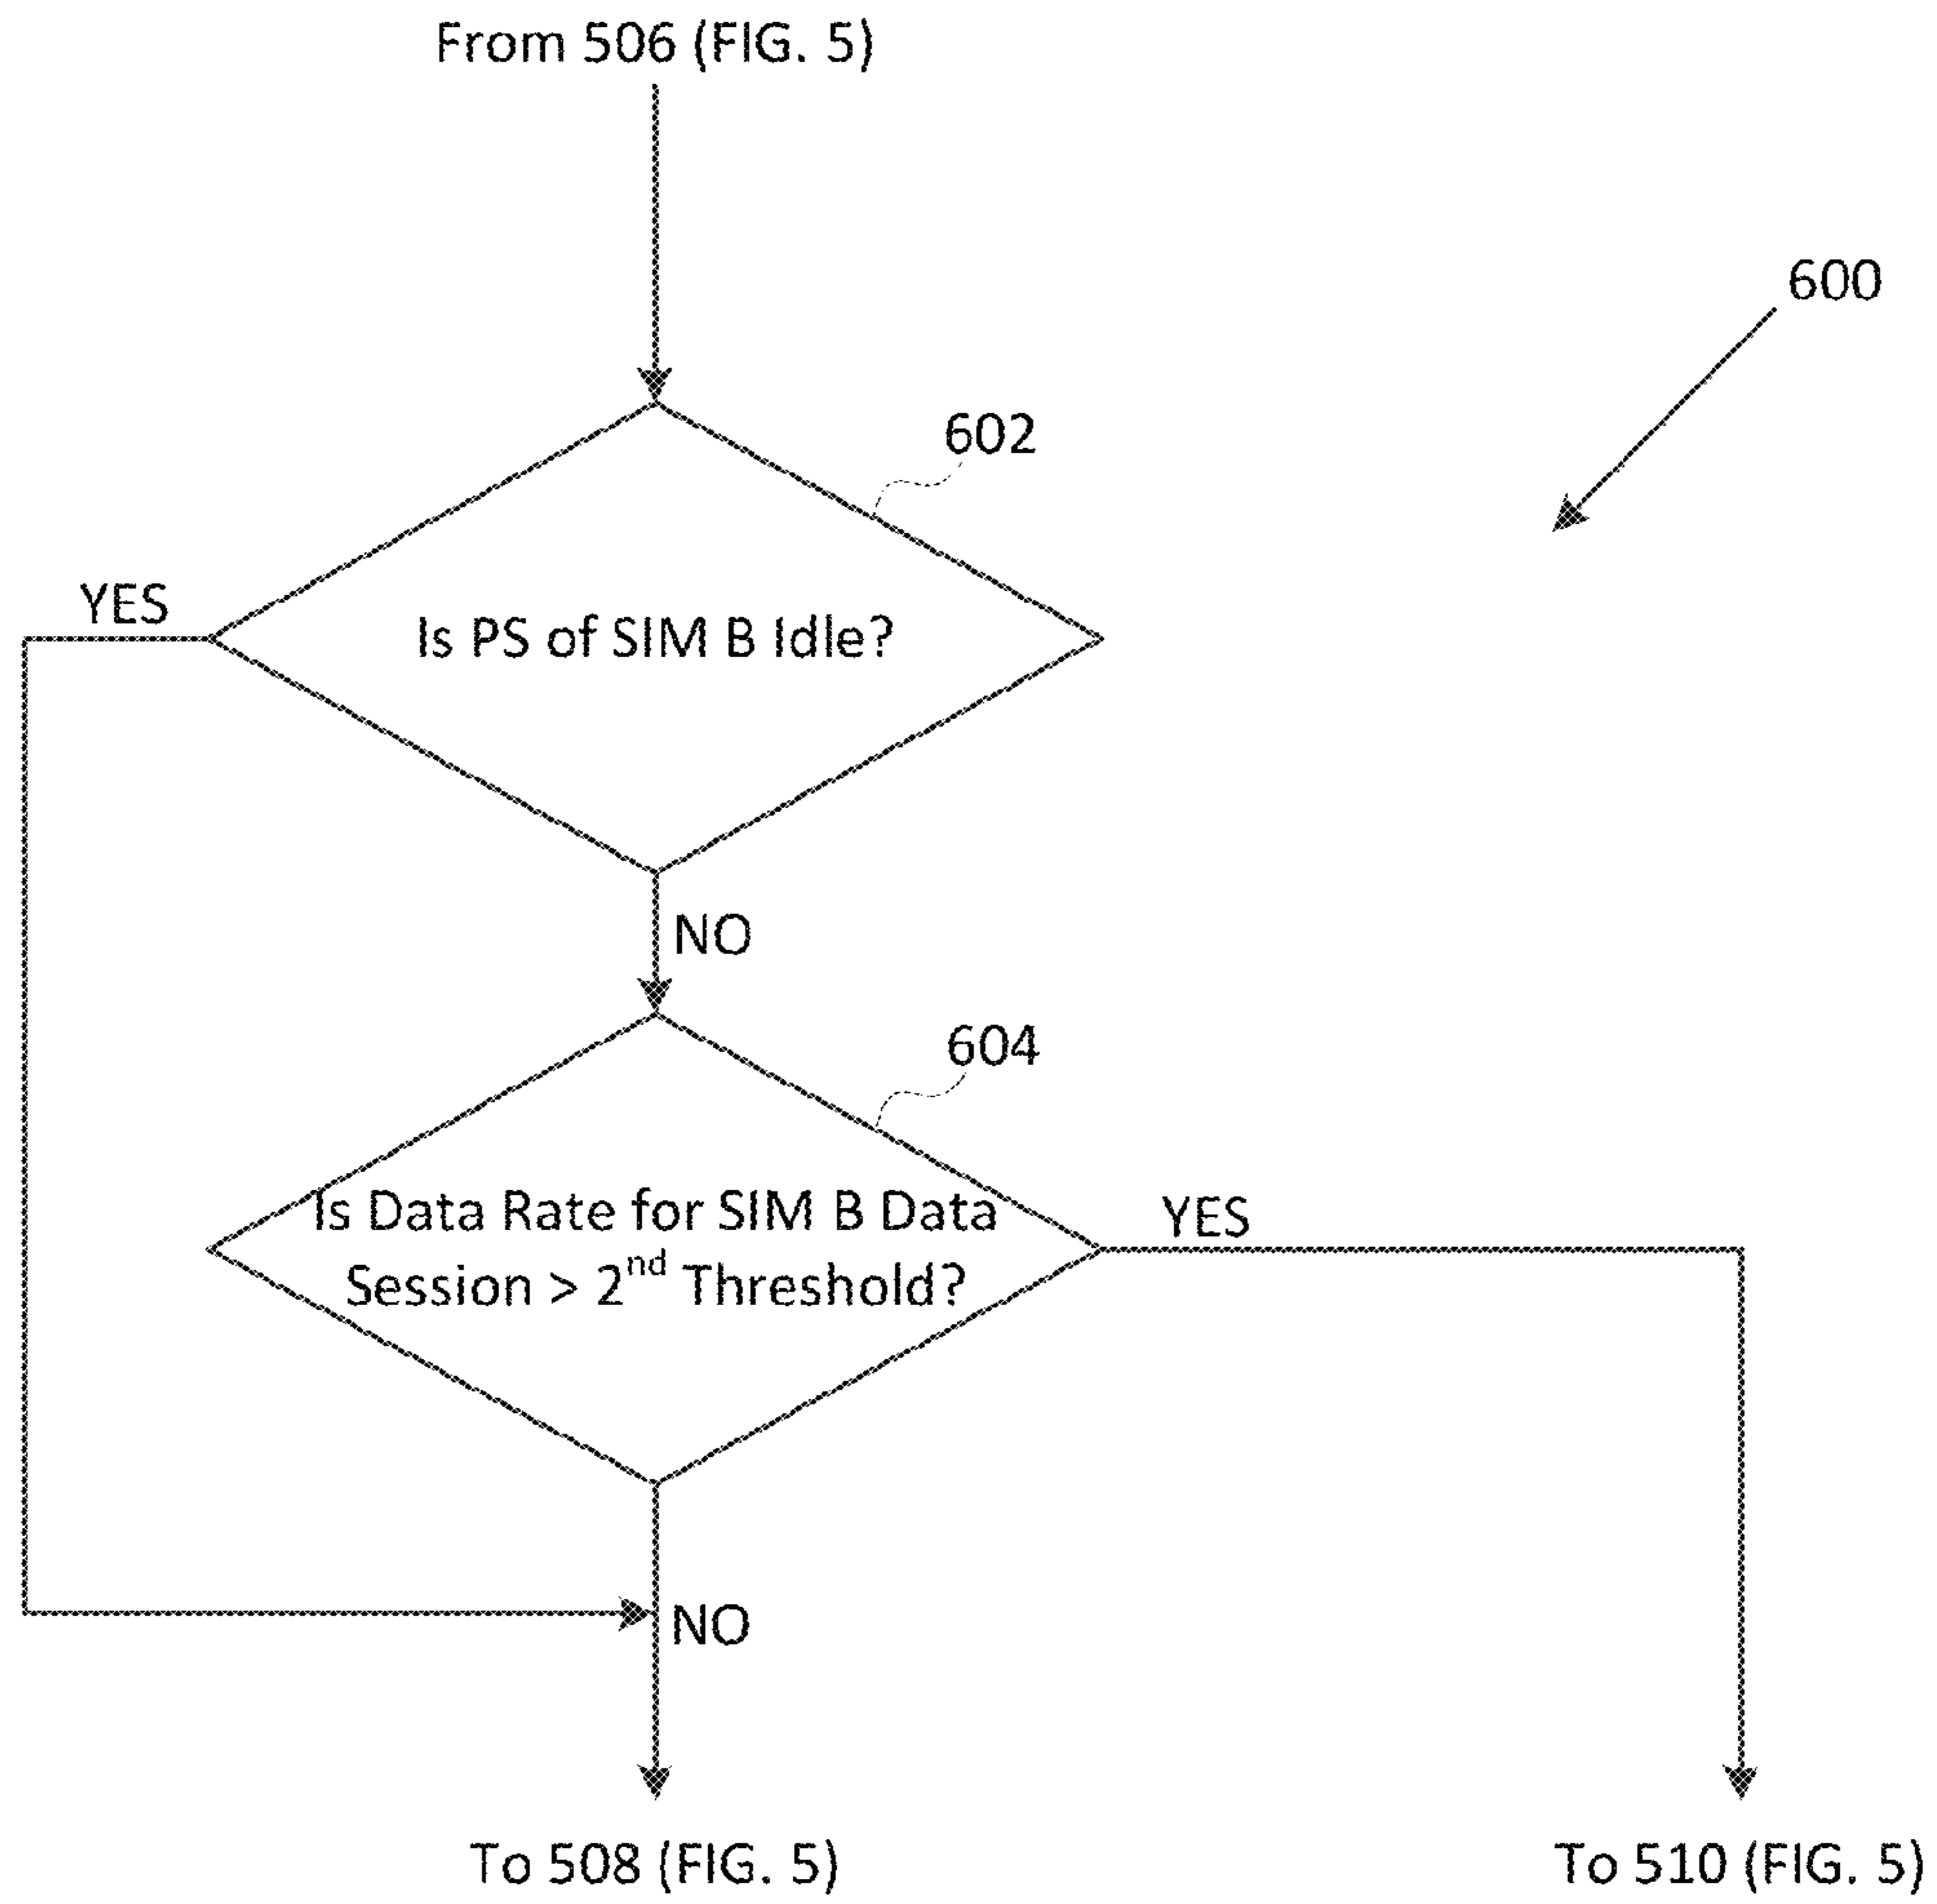 From 506 (FIG. 5)
600
602
YES
Is PS of SIM B Idle?
NO
604
Is Data Rate for SIM B Data
Session > 2nd Threshold?
YES
NO
To 508 (FIG. 5)
To 510 (FIG. 5)